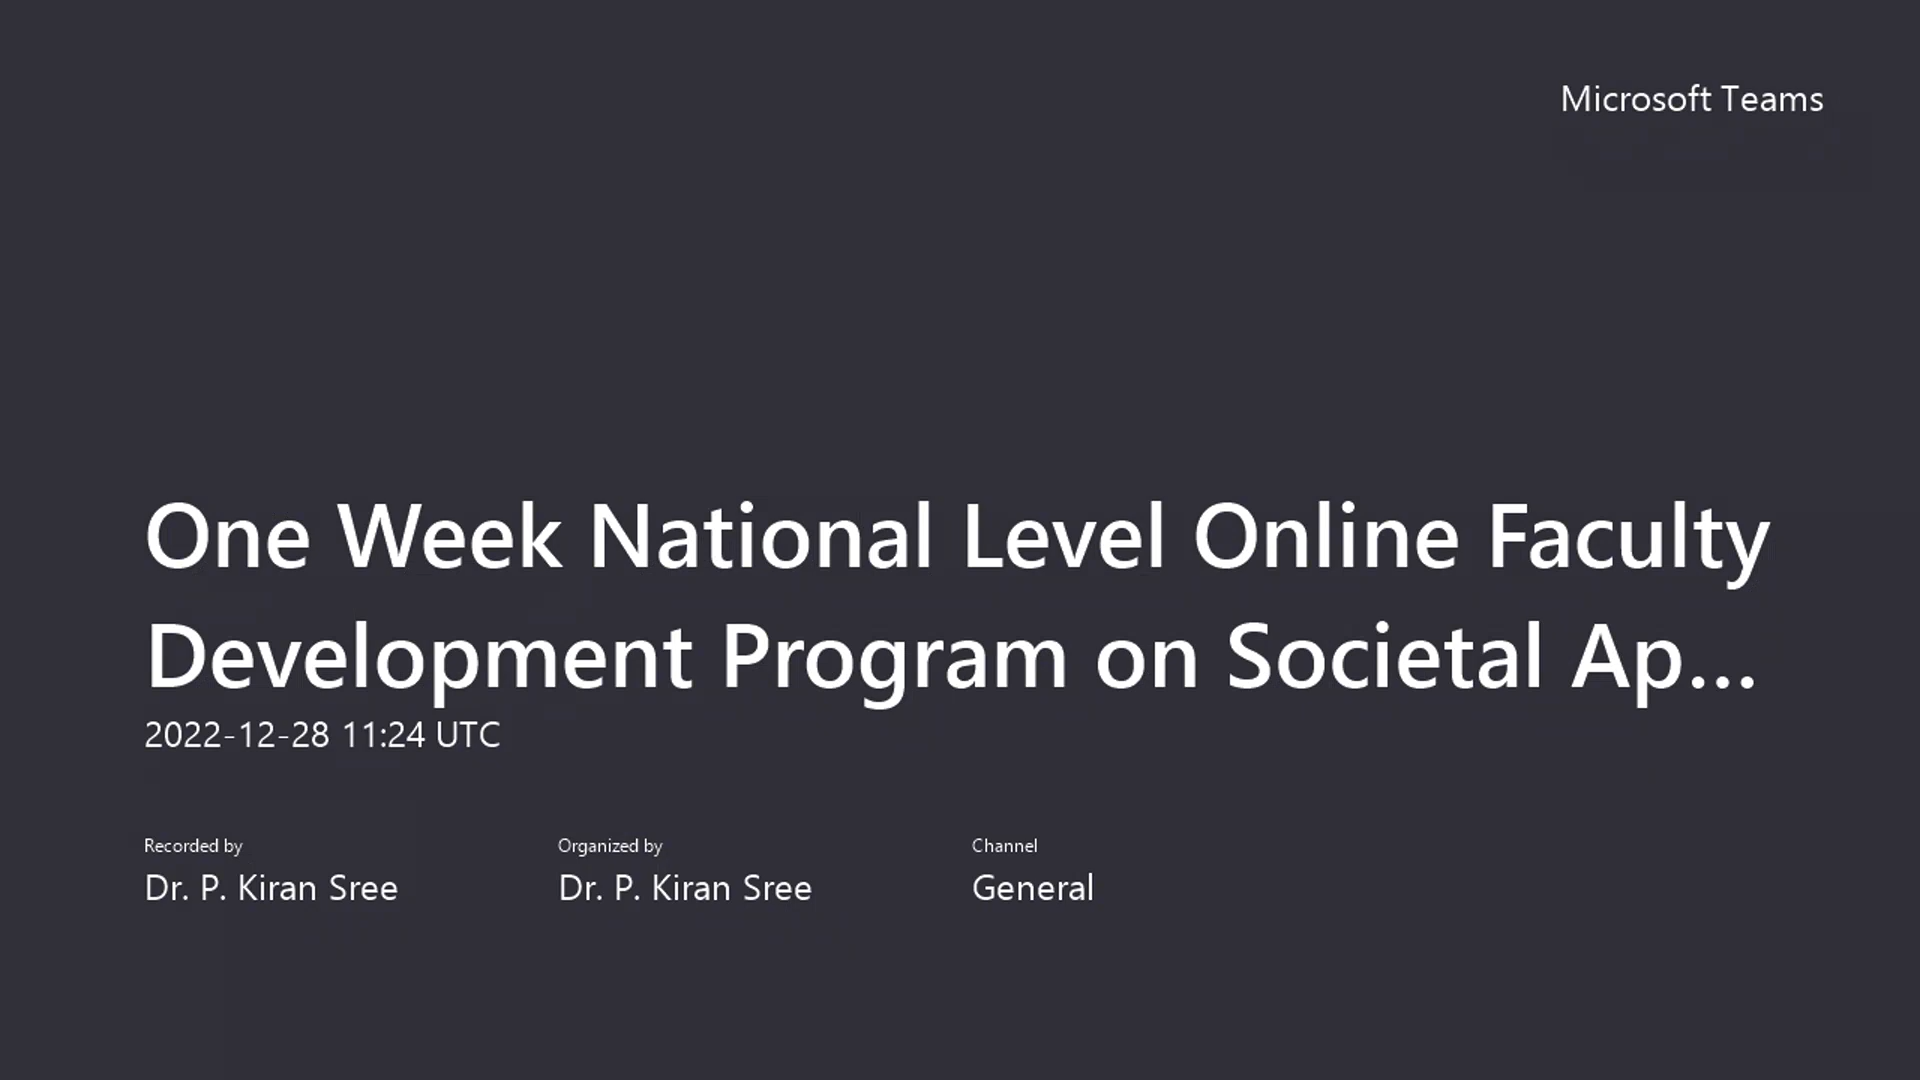 Microsoft Teams
One Week National Level Online Faculty
Development Program on Societal Ap...
2022-12-28 11:24 UTC
Recorded by
Dr. P. Kiran Sree
Organized by
Dr. P. Kiran Sree
Channel
General